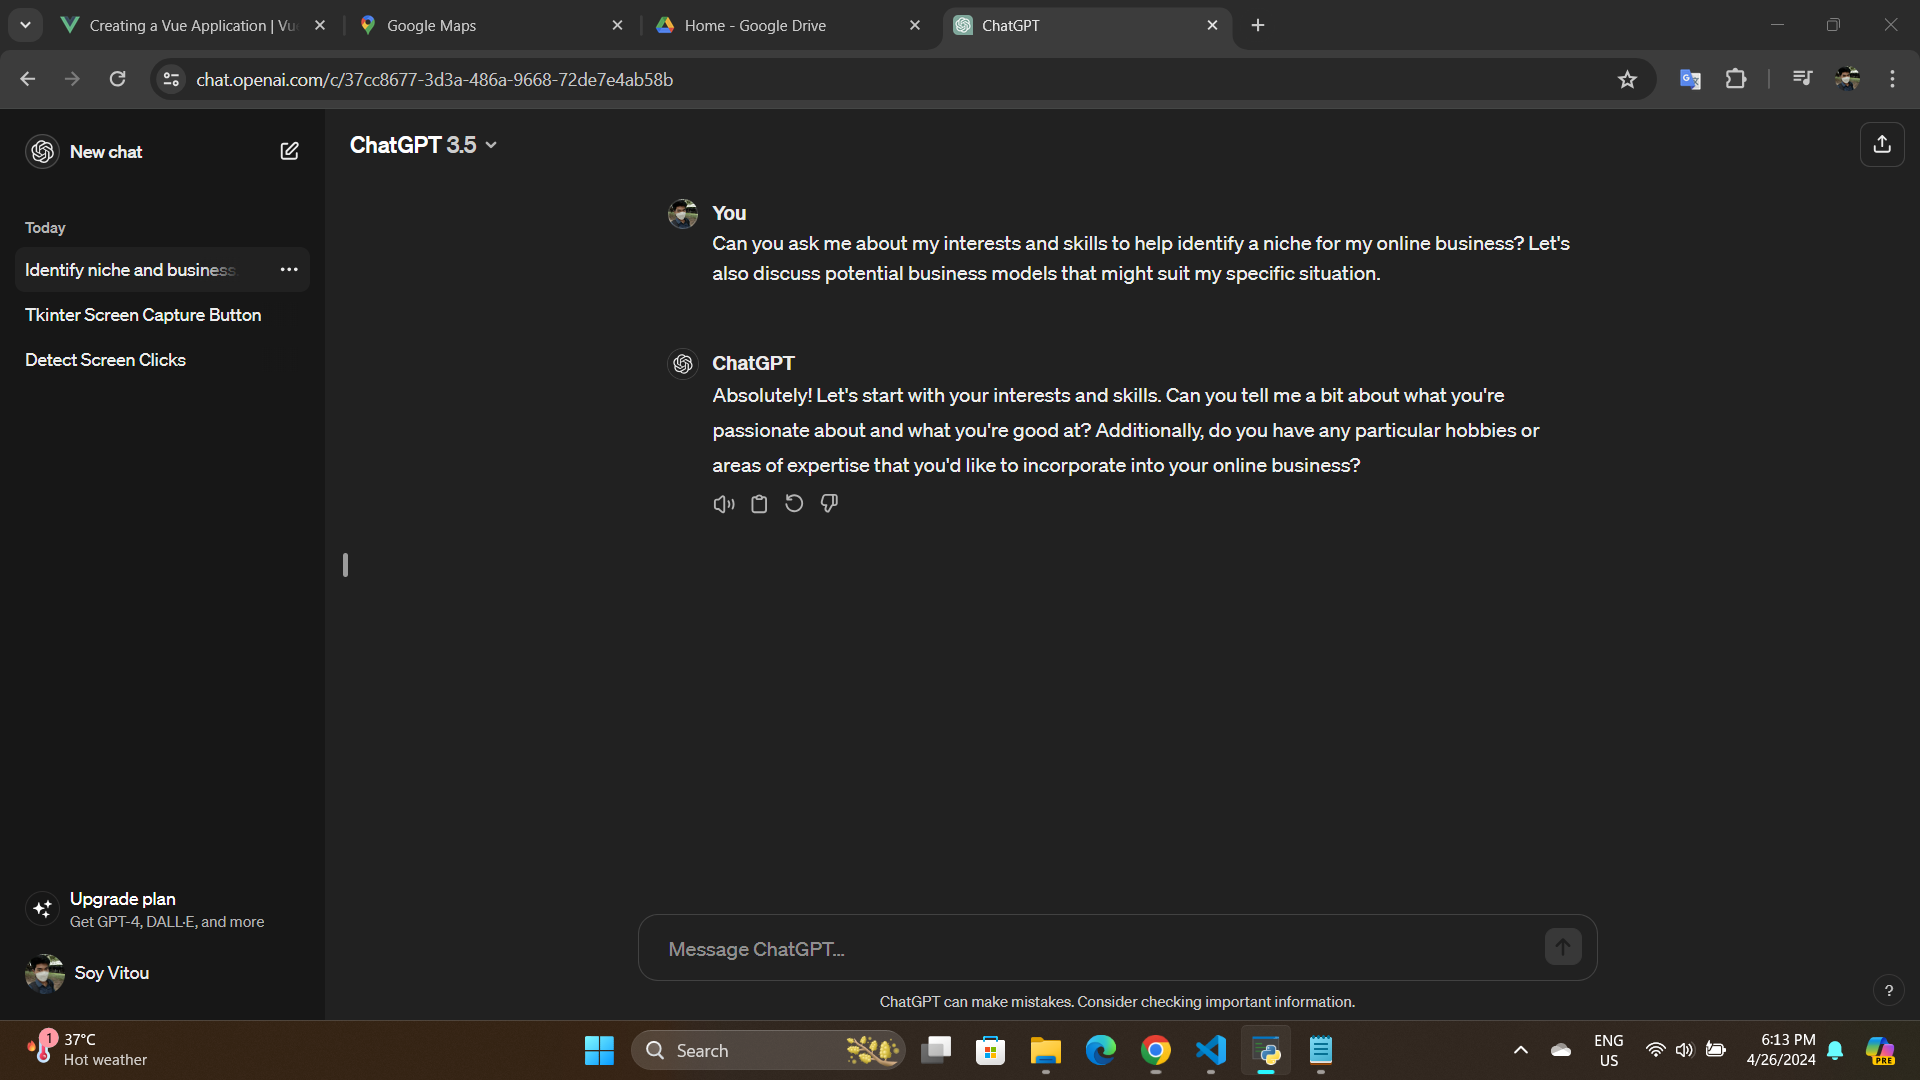 Creating a Vue Application | Vu
Google Maps
Home - Google Drive
ChatGPT
chat.openai.com/c/37cc8677-3d3a-486a-9668-72de7e4ab58b
New chat
Today
Identify niche and business
Tkinter Screen Capture Button
Detect Screen Clicks
Upgrade plan
Get GPT-4, DALL·E, and more
Soy Vitou
ChatGPT 3.5
You
Can you ask me about my interests and skills to help identify a niche for my online business? Let's
also discuss potential business models that might suit my specific situation.
ChatGPT
Absolutely! Let's start with your interests and skills. Can you tell me a bit about what you're
passionate about and what you're good at? Additionally, do you have any particular hobbies or
areas of expertise that you'd like to incorporate into your online business?
Message ChatGPT...
ChatGPT can make mistakes. Consider checking important information.
?
1
37°C
Hot weather
Search
ENG
US
6:13 PM
4/26/2024
PRE